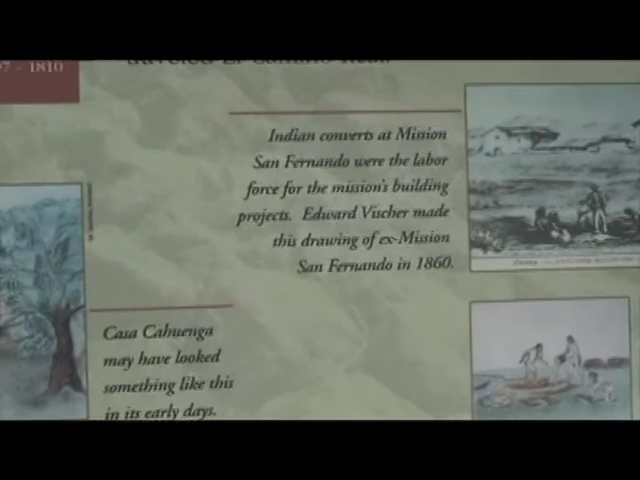 - 1810
Indian converts at Mission
San Fernando were the labor
force for the mission's building
projects. Edward Vischer made
this drawing of ex-Mission
San Fernando in 1860.
Casa Cahuenga
may have looked
something like this
in its early days.